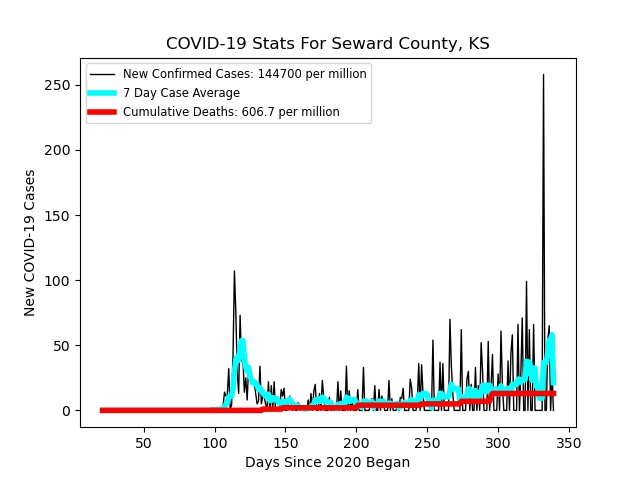 COVID-19 Stats For Seward County, KS
New Confirmed Cases: 144700 per million
7 Day Case Average
Cumulative Deaths: 606.7 per million
New COVID-19 Cases
250
200
150
100
50
0
50 100 150 200 250 300 350
Days Since 2020 Began